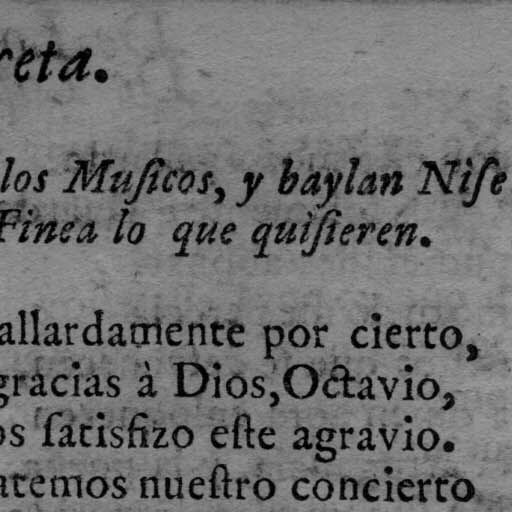 reta.
los Muſicos, y baylan Niſe
Finea lo que quiſieren.
allardamente por cierto,
gracias à Dios,Octavio,
os ſatisfizo eſte agravio.
atemos nueſtro concierto